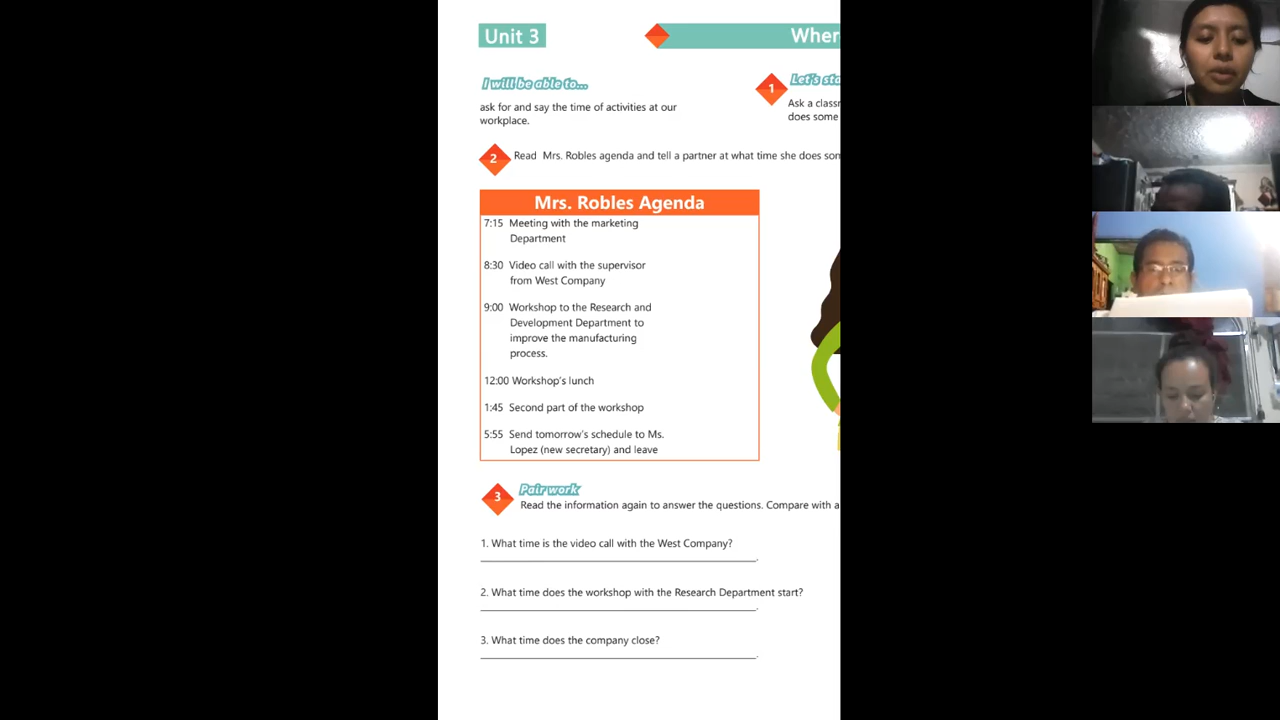 Unit 3
Wher
I will be able to...
ask for and say the time of activities at our
workplace.
1
Let's sta
Ask a classr
does some
2
Read Mrs. Robles agenda and tell a partner at what time she does son
Mrs. Robles Agenda
7:15 Meeting with the marketing
Department
8:30 Video call with the supervisor
from West Company
9:00 Workshop to the Research and
Development Department to
improve the manufacturing
process.
12:00 Workshop's lunch
1:45 Second part of the workshop
5:55 Send tomorrow's schedule to Ms.
Lopez (new secretary) and leave
3
Pair work
Read the information again to answer the questions. Compare with a
1. What time is the video call with the West Company?
2. What time does the workshop with the Research Department start?
3. What time does the company close?